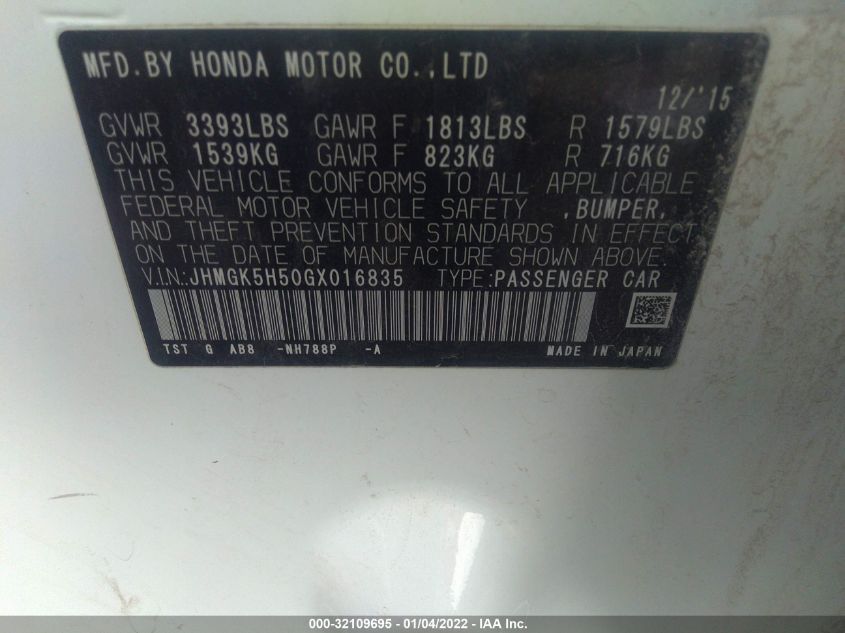 MFD.BY HONDA MOTOR CO.,LTD
12/'15
GVWR 3393LBS GAWR F 1813LBS R 1579LBS
GVWR 1539KG GAWR F 823KG R 716KG
THIS VEHICLE CONFORMS TO ALL APPLICABLE
FEDERAL MOTOR VEHICLE SAFETY ,BUMPER,
AND THEFT PREVENTION STANDARDS IN EFFECT
ON THE DATE OF MANUFACTURE SHOWN ABOVE.
V.I.N:JHMGK5H50GX016835 TYPE:PASSENGER CAR
TST G AB8 -NH788P -A MADE IN JAPAN
000-32109695 - 01/04/2022 - IAAI.com